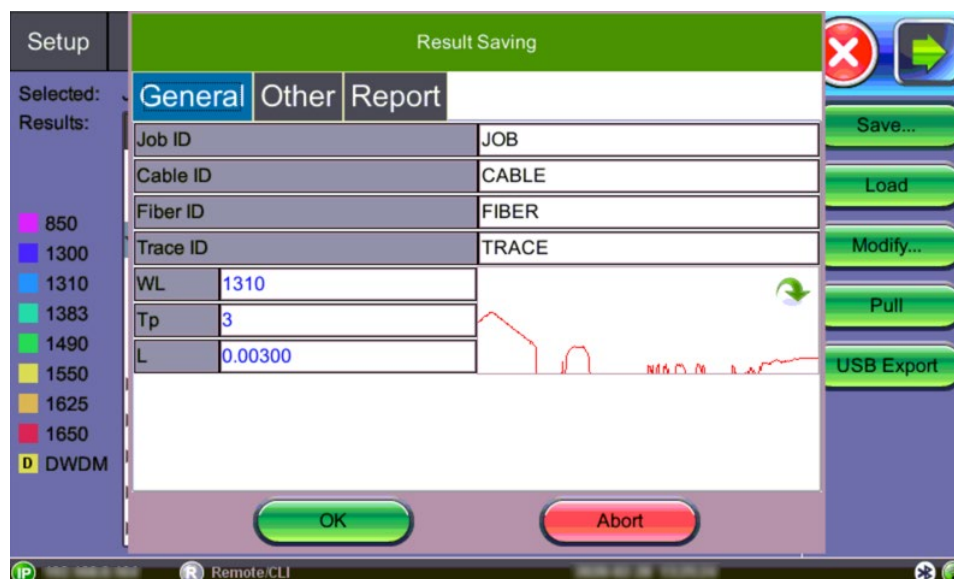 Setup
Result Saving
Selected:
Results:
General Other Report
Job ID JOB
Cable ID CABLE
Fiber ID FIBER
Trace ID TRACE
WL 1310
Tp 3
L 0.00300
850
1300
1310
1383
1490
1550
1625
1650
D DWDM
Save...
Load
Modify...
Pull
USB Export
OK
Abort
IP
R Remote/CLI